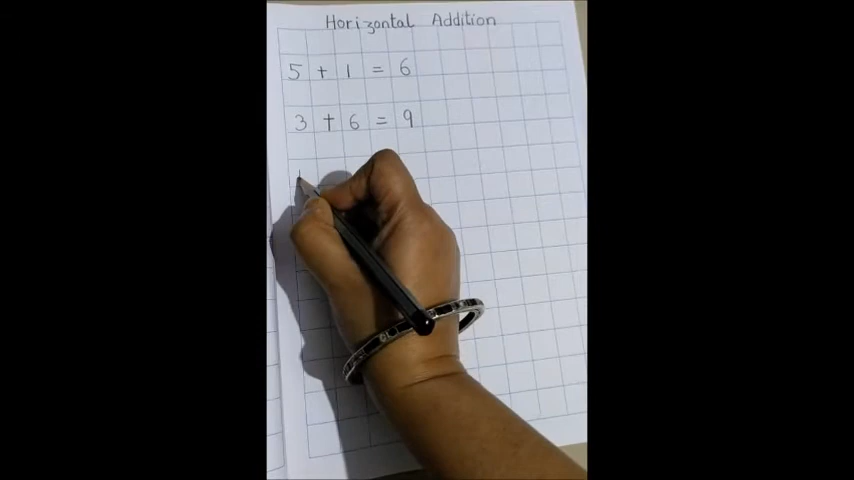 Horizontal Addition
5 + 1 = 6
3 + 6 = 9